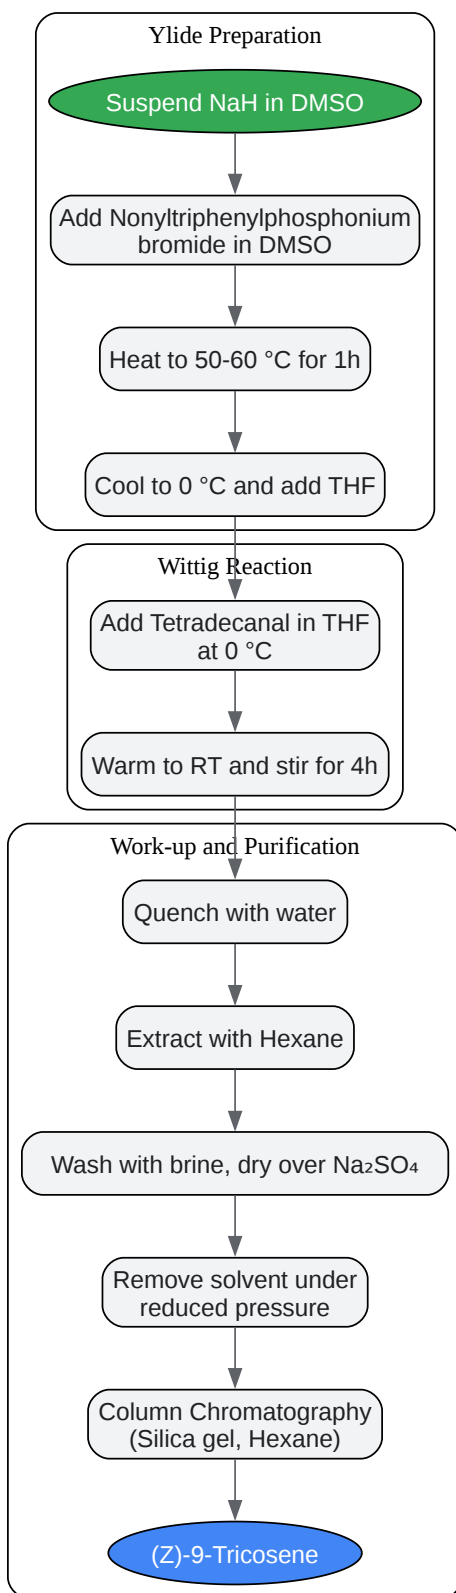 Ylide Preparation
Suspend NaH in DMSO
Add Nonyltriphenylphosphonium
bromide in DMSO
Heat to 50-60 °C for 1h
Cool to 0 °C and add THF
Wittig Reaction
Add Tetradecanal in THF
at 0 °C
Warm to RT and stir for 4h
Work-up and Purification
Quench with water
Extract with Hexane
Wash with brine, dry over Na₂SO₄
Remove solvent under
reduced pressure
Column Chromatography
(Silica gel, Hexane)
(Z)-9-Tricosene